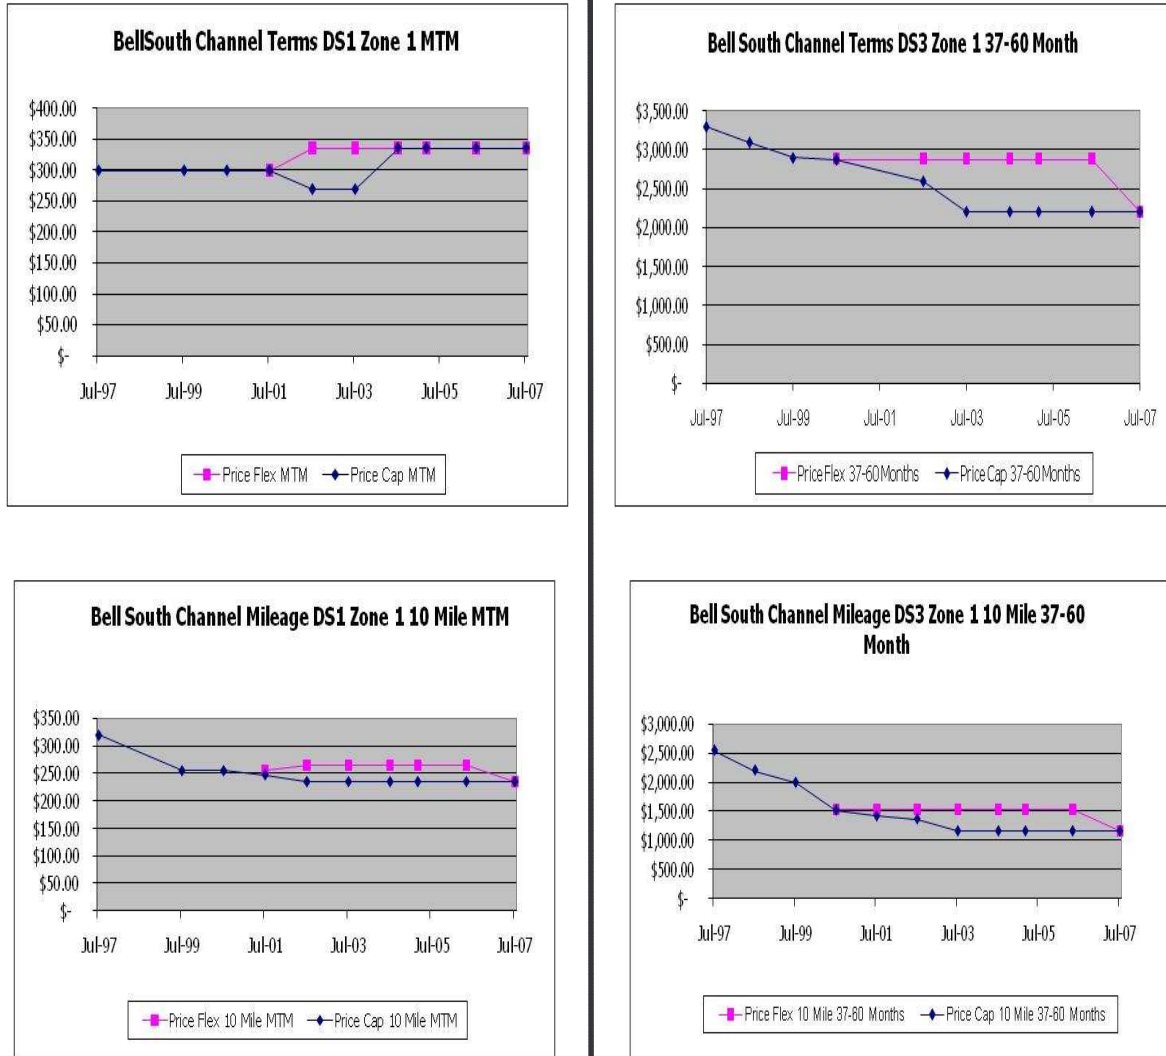 BellSouth Channel Terms DS1 Zone 1 MTM
$400.00
$350.00
$300.00
$250.00
$200.00
$150.00
$100.00
$50.00
$-
Jul-97 Jul-99 Jul-01 Jul-03 Jul-05 Jul-07
Price Flex MTM Price Cap MTM
Bell South Channel Terms DS3 Zone 1 37-60 Month
$3,500.00
$3,000.00
$2,500.00
$2,000.00
$1,500.00
$1,000.00
$500.00
$-
Jul-97 Jul-99 Jul-01 Jul-03 Jul-05 Jul-07
Price Flex 37-60 Months Price Cap 37-60 Months
Bell South Channel Mileage DS1 Zone 1 10 Mile MTM
$350.00
$300.00
$250.00
$200.00
$150.00
$100.00
$50.00
$-
Jul-97 Jul-99 Jul-01 Jul-03 Jul-05 Jul-07
Price Flex 10 Mile MTM Price Cap 10 Mile MTM
Bell South Channel Mileage DS3 Zone 1 10 Mile 37-60
Month
$3,000.00
$2,500.00
$2,000.00
$1,500.00
$1,000.00
$500.00
$-
Jul-97 Jul-99 Jul-01 Jul-03 Jul-05 Jul-07
Price Flex 10 Mile 37-60 Months Price Cap 10 Mile 37-60 Months